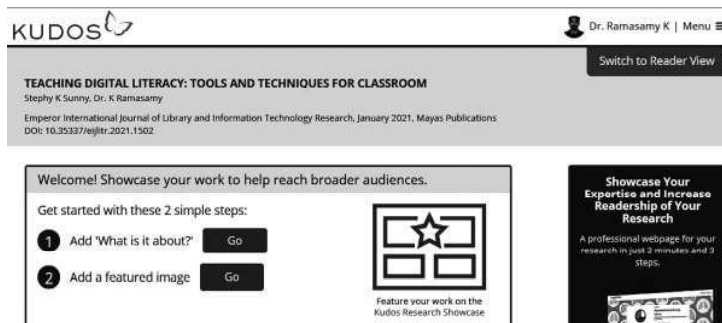 KUDOS
Dr. Ramasamy K | Menu
Switch to Reader View
TEACHING DIGITAL LITERACY: TOOLS AND TECHNIQUES FOR CLASSROOM
Stephy K Sunny, Dr. K Ramasamy
Emperor International Journal of Library and Information Technology Research, January 2021, Mayas Publications
DOI: 10.35337/eijlitr.2021.1502
Welcome! Showcase your work to help reach broader audiences.
Get started with these 2 simple steps:
1 Add 'What is it about?' Go
2 Add a featured image Go
Feature your work on the
Kudos Research Showcase
Showcase Your
Expertise and Increase
Readership of Your
Research
A professional webpage for your
research in just 2 minutes and 3
steps.